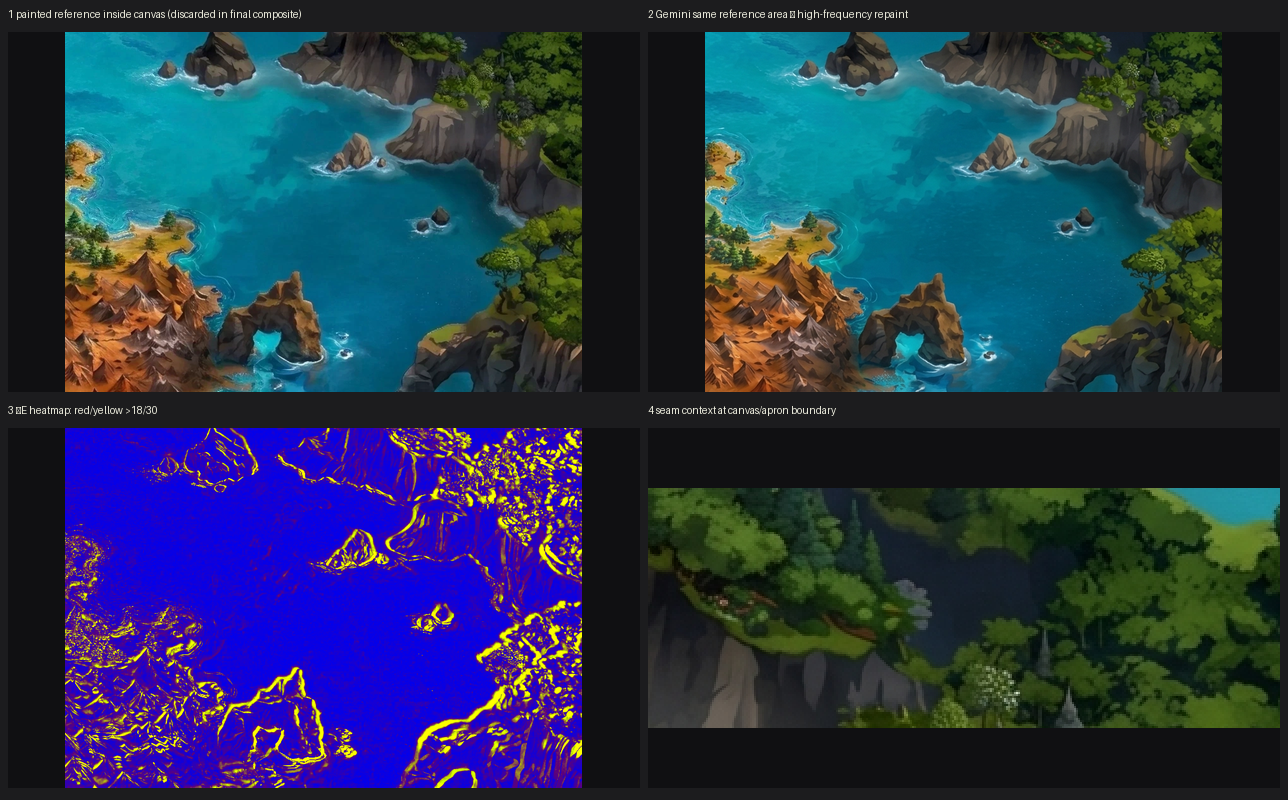 1 painted reference inside canvas (discarded in final composite)
2 Gemini same reference area � high-frequency repaint
3 �E heatmap: red/yellow >18/30
4 seam context at canvas/apron boundary